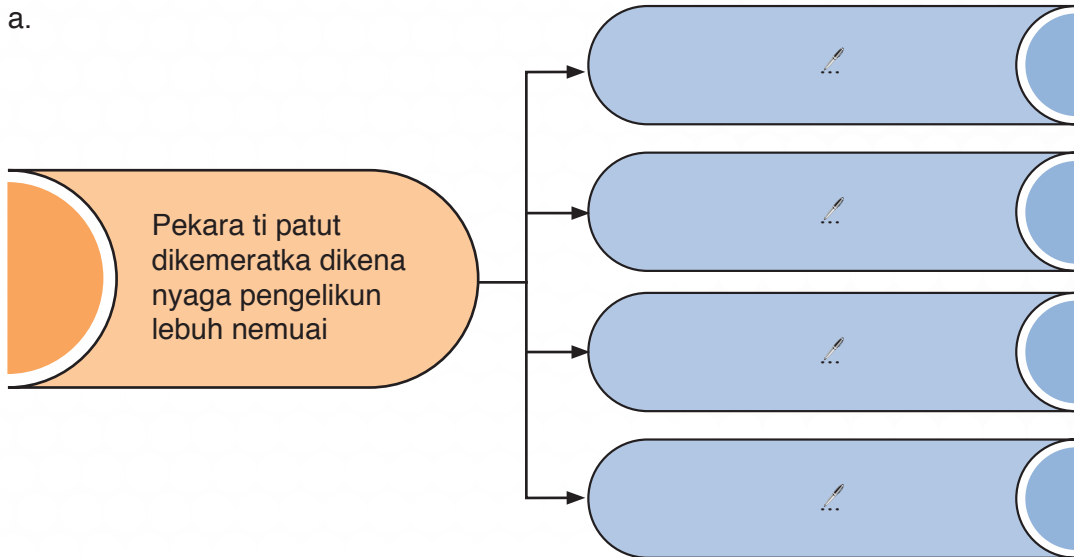 a.
Pekara ti patut
dikemeratka dikena
nyaga pengelikun
lebuh nemuai